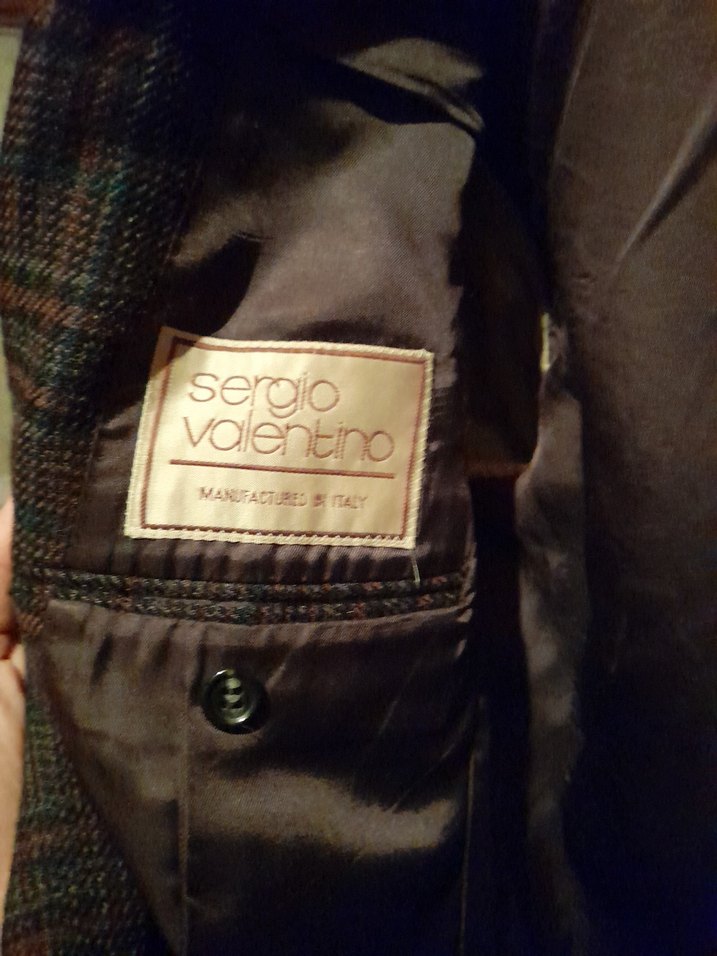 sergio
valentino
MANUFACTURED IN ITALY